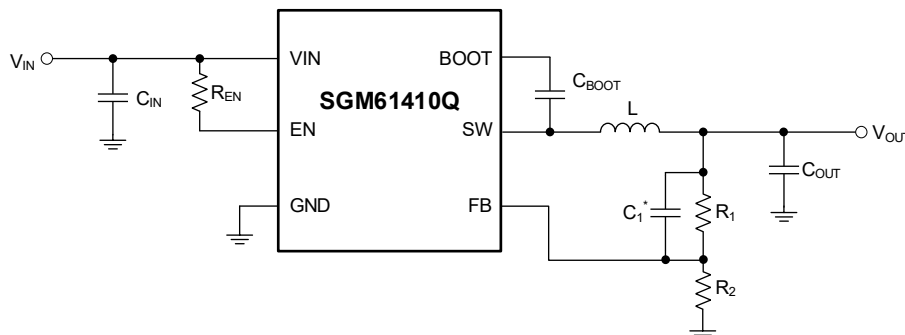 VIN
CIN
REN
VIN
EN
GND
SGM61410Q
BOOT
SW
FB
CBOOT
L
C1*
R1
R2
COUT
VOUT